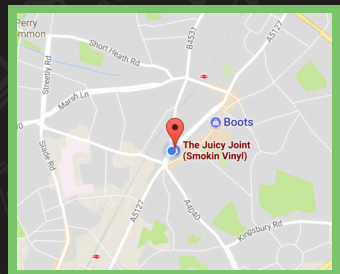 Perry
ommon
Short Heath Rd
B4531
A5127
Streetly Rd
Marsh Ln
Boots
The Juicy Joint
(Smokin Vinyl)
Slade Rd
A4040
A5127
Kingsbury Rd